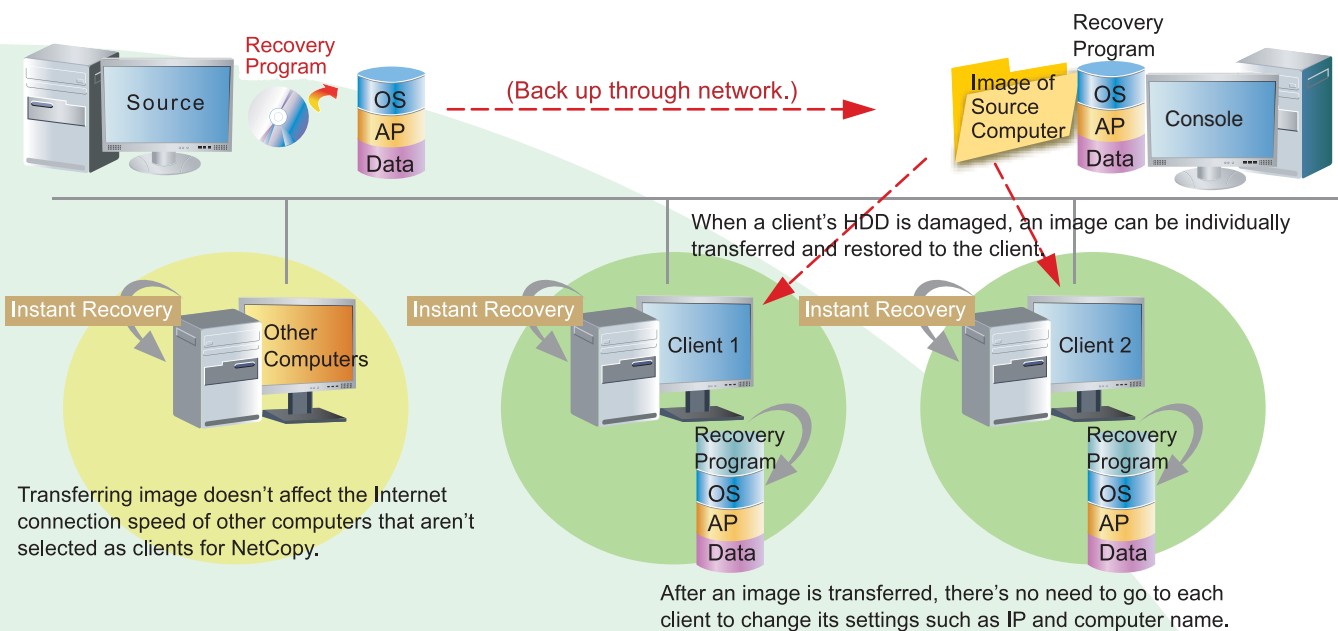 Source
Recovery
Program
OS
AP
Data
(Back up through network.)
Image of
Source
Computer
Recovery
Program
OS
AP
Data
Console
When a client's HDD is damaged, an image can be individually
transferred and restored to the client.
Instant Recovery
Other
Computers
Instant Recovery
Client 1
Instant Recovery
Client 2
Recovery
Program
OS
AP
Data
Recovery
Program
OS
AP
Data
Transferring image doesn't affect the Internet
connection speed of other computers that aren't
selected as clients for NetCopy.
After an image is transferred, there's no need to go to each
client to change its settings such as IP and computer name.